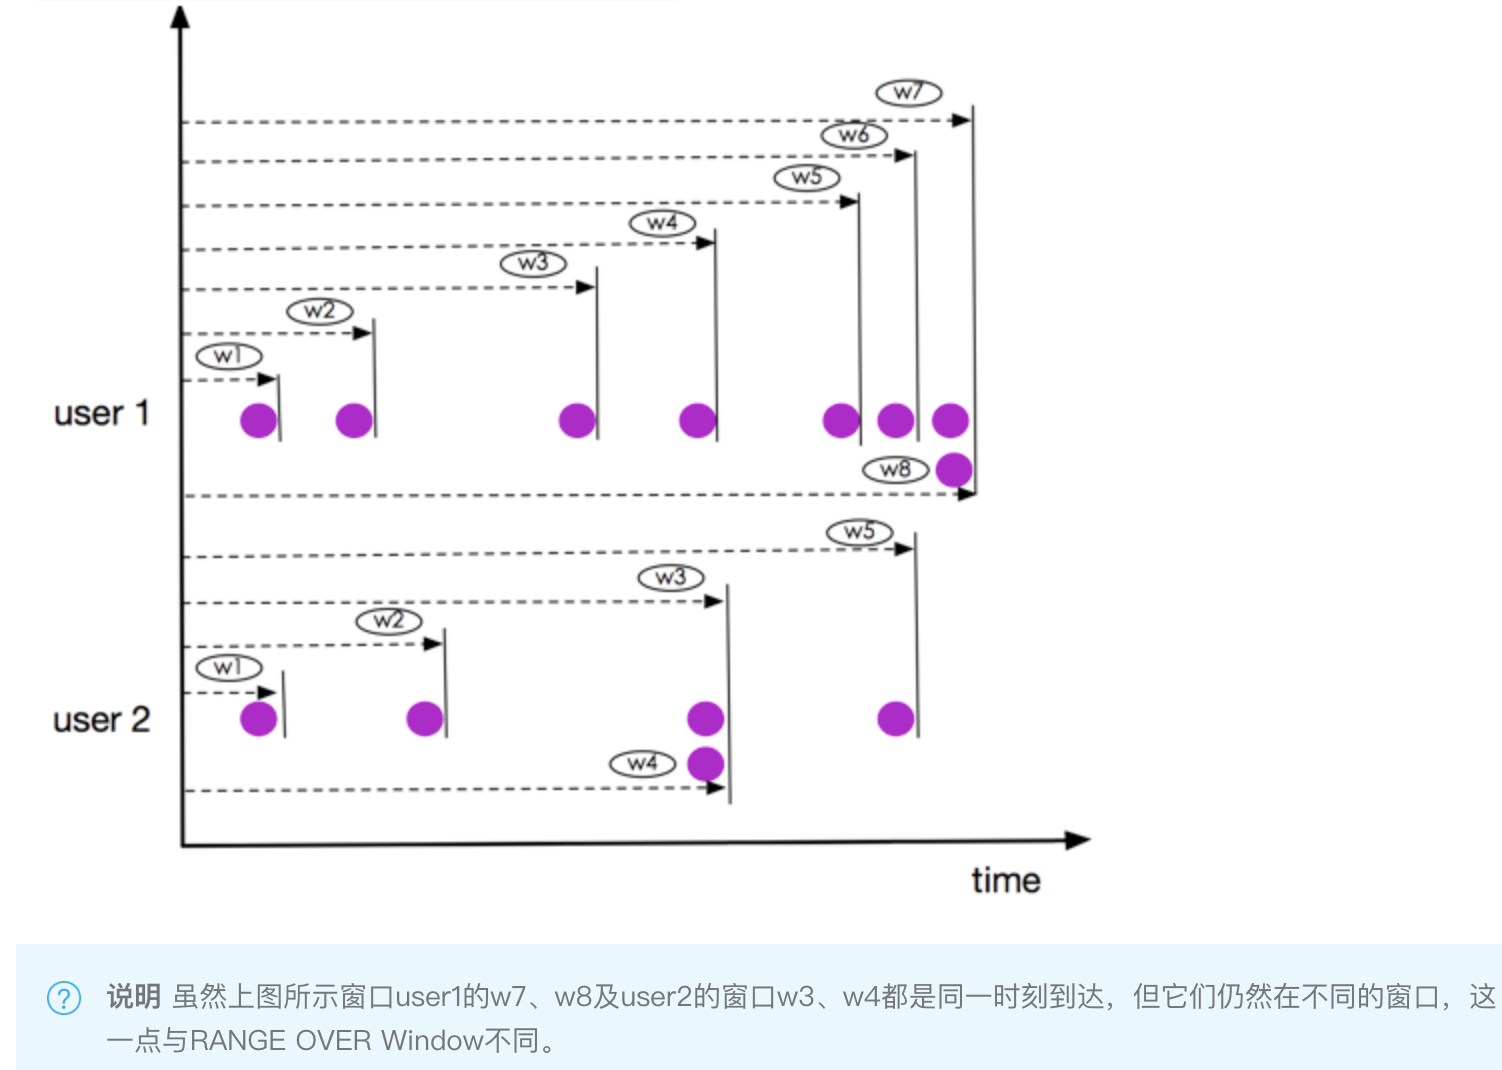 w7
w6
w5
w4
w3
w2
w1
user 1
w8
w5
w3
w2
w1
user 2
w4
time
? 说明 虽然上图所示窗口user1的w7、w8及user2的窗口w3、w4都是同一时刻到达，但它们仍然在不同的窗口，这
一点与RANGE OVER Window不同。